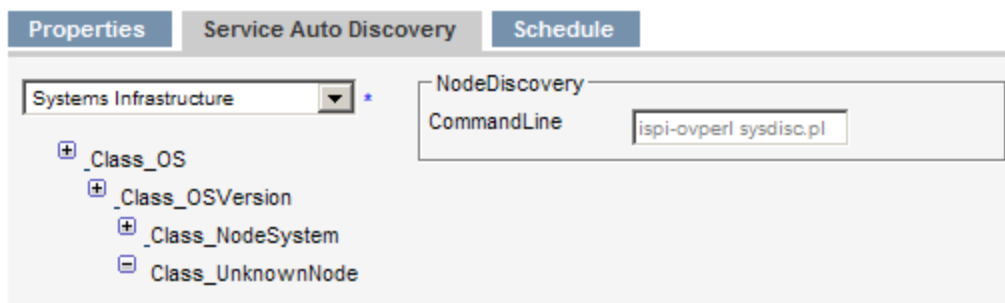 Properties Service Auto Discovery Schedule
Systems Infrastructure *
NodeDiscovery
CommandLine ispi-ovperl sysdisc.pl
_Class_OS
_Class_OSVersion
_Class_NodeSystem
Class_UnknownNode